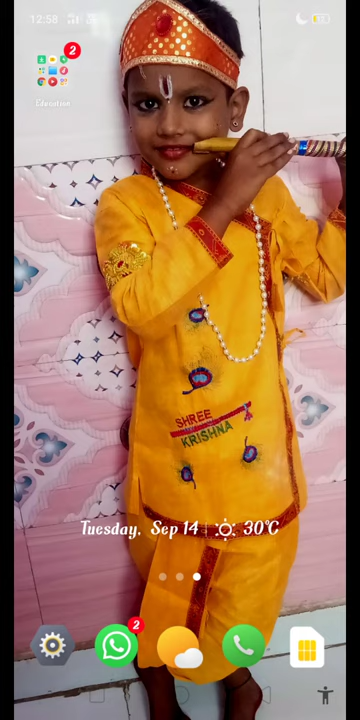 12:58
2
Education
SHREE
KRISHNA
Tuesday, Sep 14 30°C
2